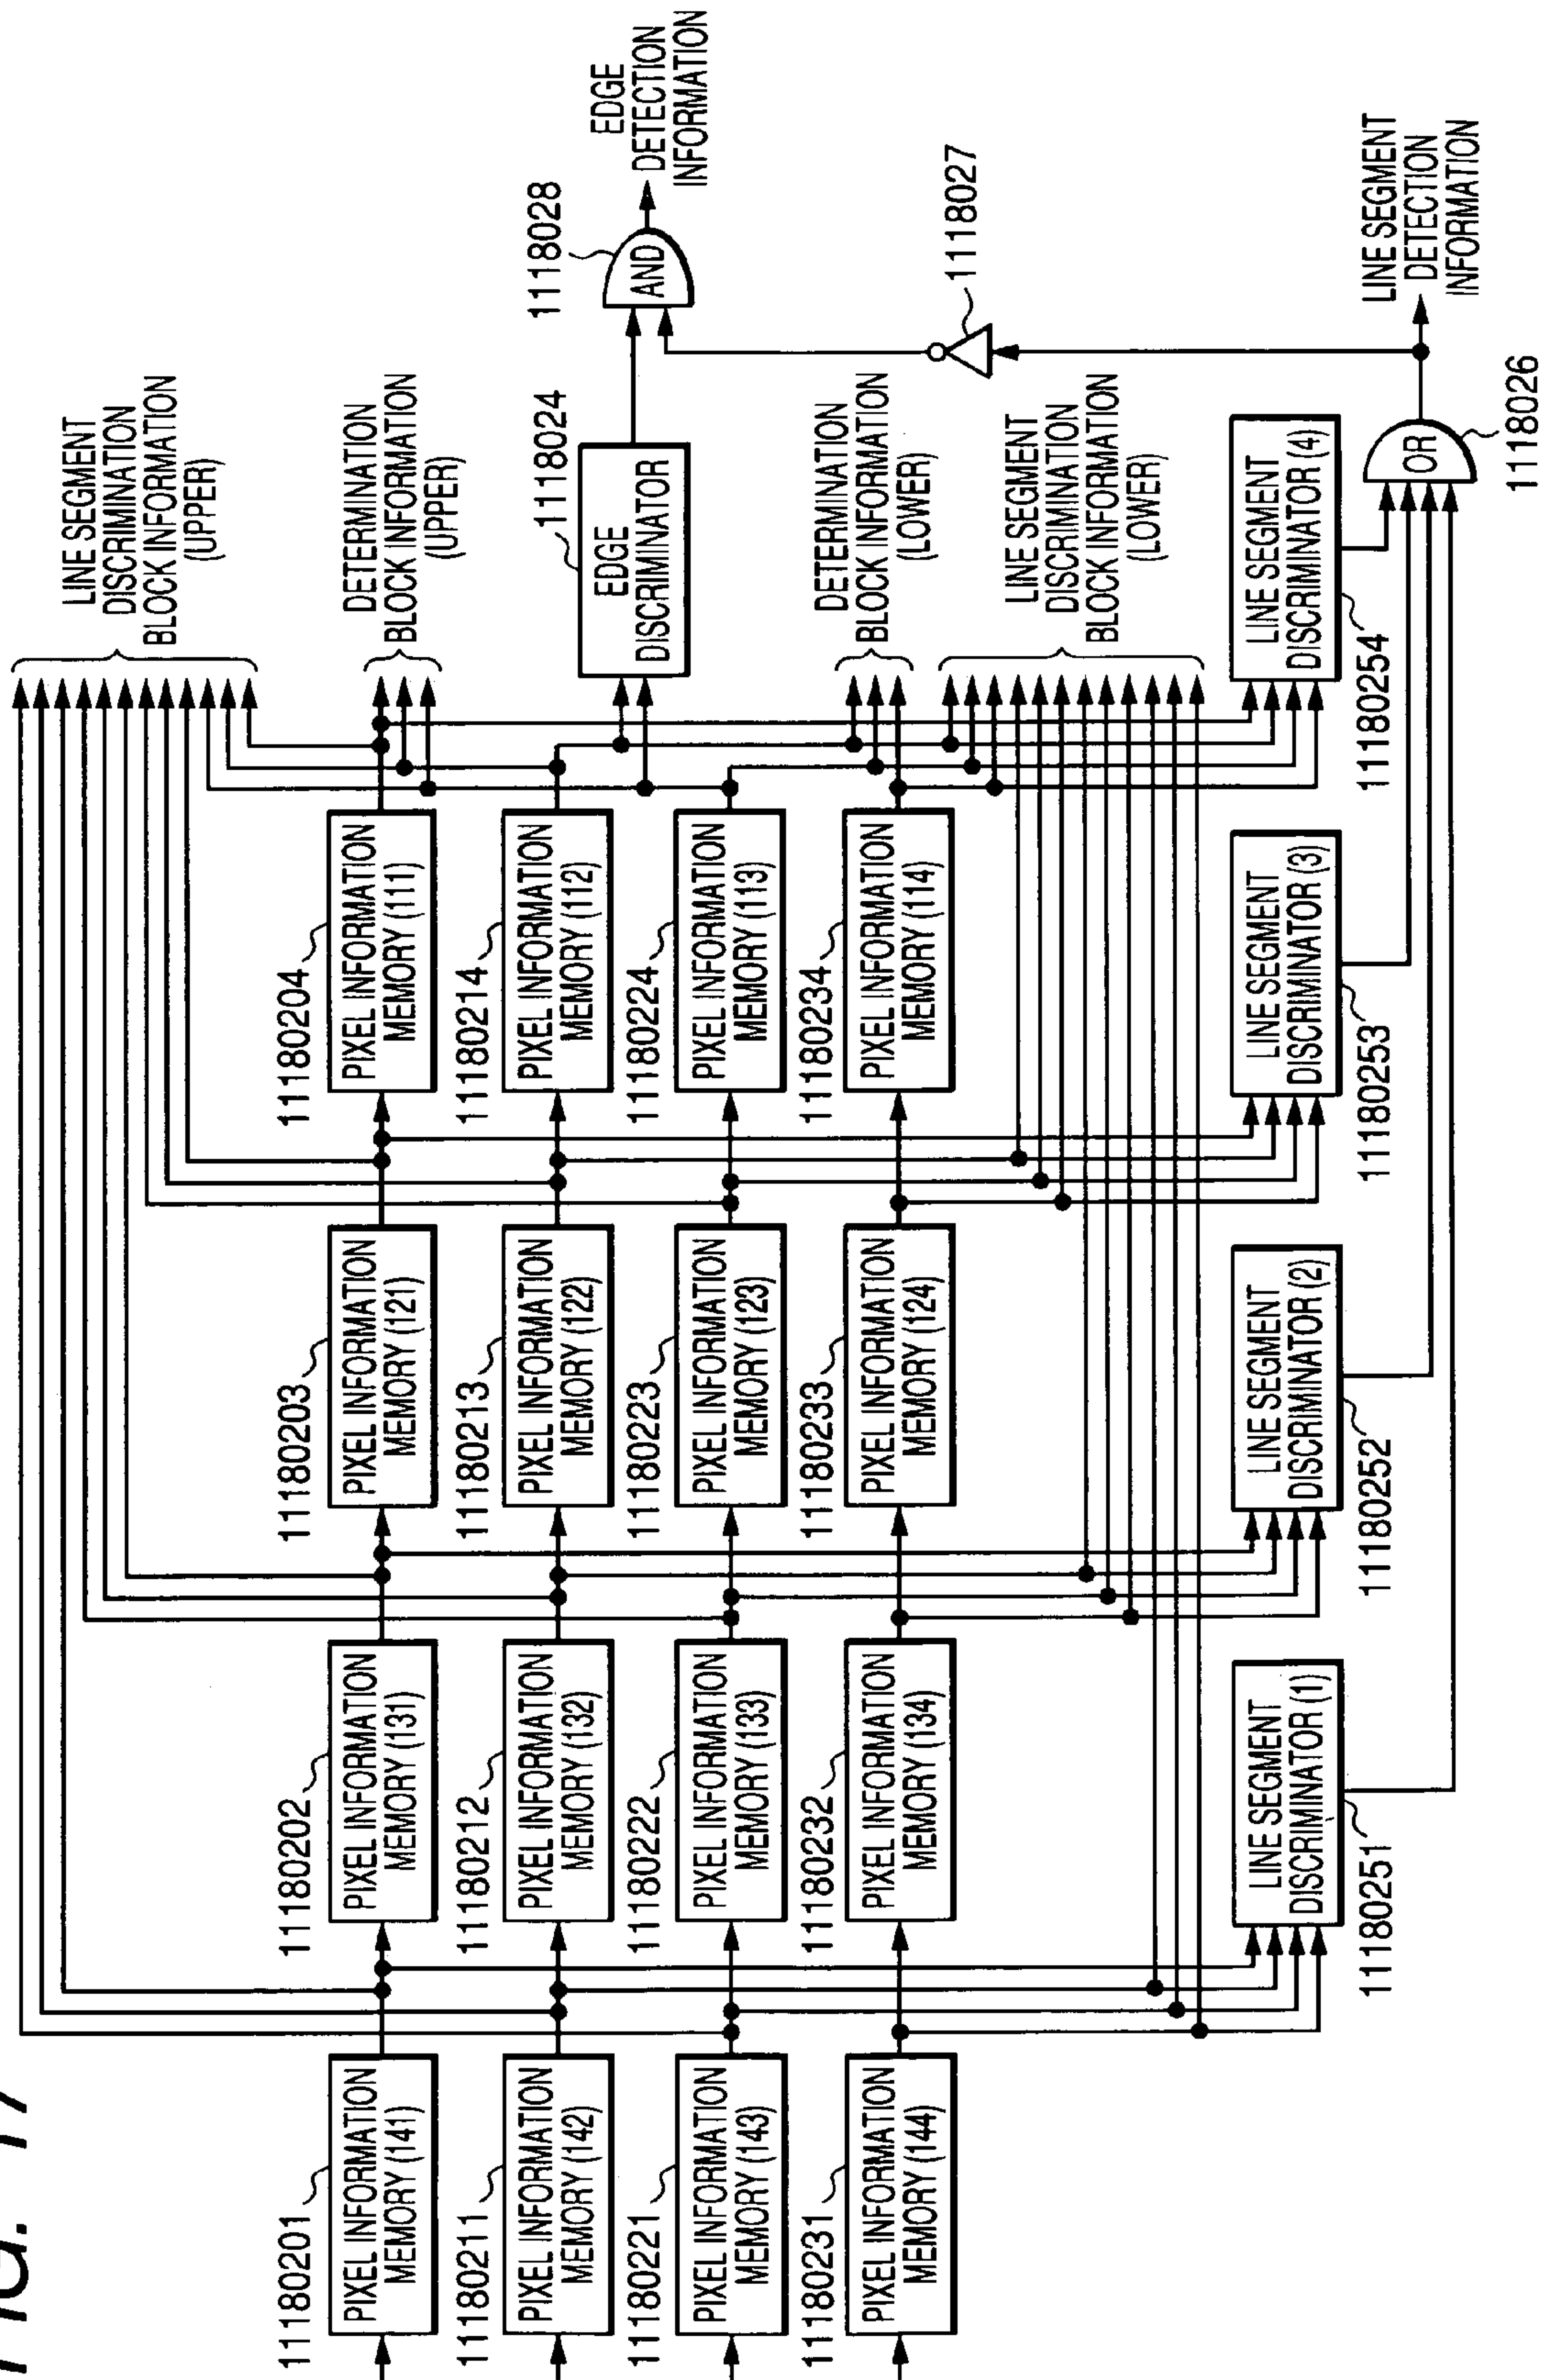 FIG. 17
LINE SEGMENT
DISCRIMINATION
BLOCK INFORMATION
(UPPER)
DETERMINATION
BLOCK INFORMATION
(UPPER)
EDGE
DETECTION
INFORMATION
1118028
AND
1118024
EDGE
DISCRIMINATOR
1118027
DETERMINATION
BLOCK INFORMATION
(LOWER)
LINE SEGMENT
DISCRIMINATION
BLOCK INFORMATION
(LOWER)
LINE SEGMENT
DETECTION
INFORMATION
OR
1118026
11180201
PIXEL INFORMATION
MEMORY (141)
11180202
PIXEL INFORMATION
MEMORY (131)
11180203
PIXEL INFORMATION
MEMORY (121)
11180204
PIXEL INFORMATION
MEMORY (111)
11180211
PIXEL INFORMATION
MEMORY (142)
11180212
PIXEL INFORMATION
MEMORY (132)
11180213
PIXEL INFORMATION
MEMORY (122)
11180214
PIXEL INFORMATION
MEMORY (112)
11180221
PIXEL INFORMATION
MEMORY (143)
11180222
PIXEL INFORMATION
MEMORY (133)
11180223
PIXEL INFORMATION
MEMORY (123)
11180224
PIXEL INFORMATION
MEMORY (113)
11180231
PIXEL INFORMATION
MEMORY (144)
11180232
PIXEL INFORMATION
MEMORY (134)
11180233
PIXEL INFORMATION
MEMORY (124)
11180234
PIXEL INFORMATION
MEMORY (114)
LINE SEGMENT
DISCRIMINATOR (1)
11180251
LINE SEGMENT
DISCRIMINATOR (2)
11180252
LINE SEGMENT
DISCRIMINATOR (3)
11180253
LINE SEGMENT
DISCRIMINATOR (4)
11180254